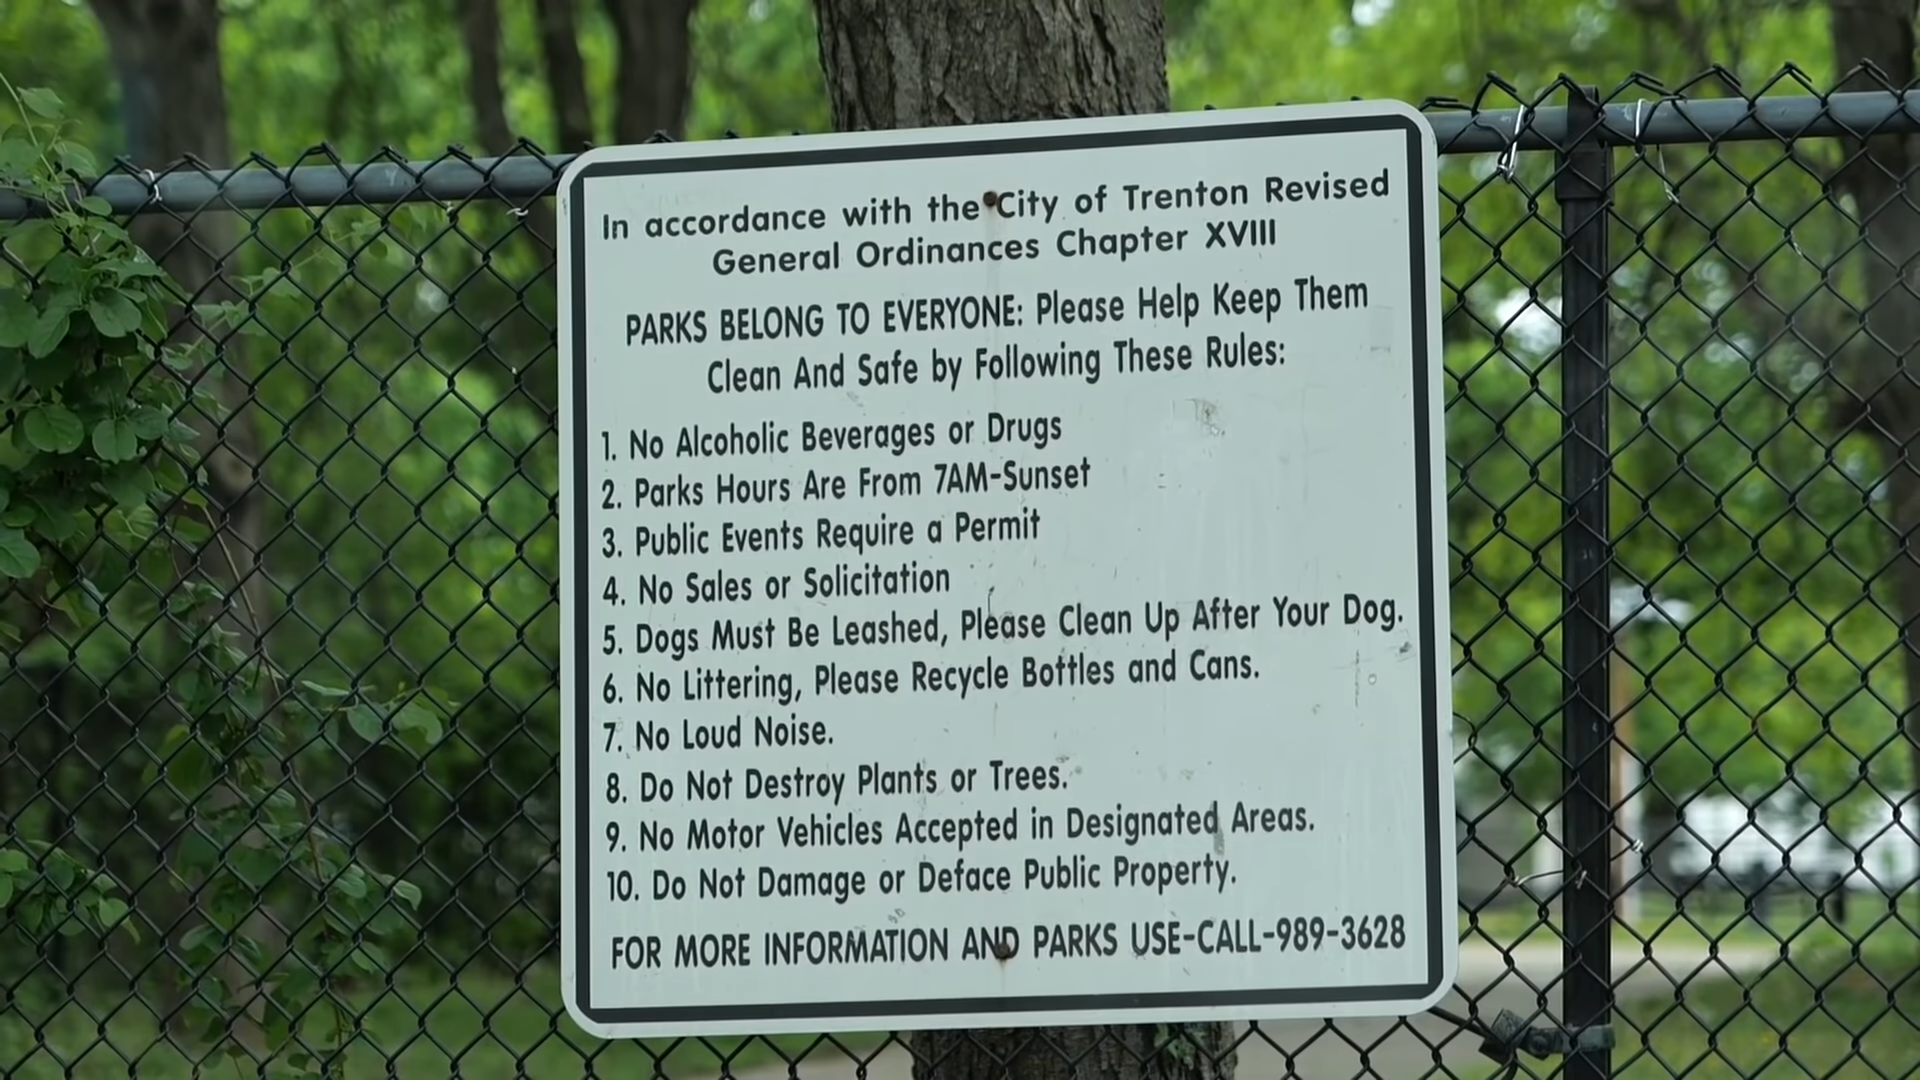 In accordance with the City of Trenton Revised
General Ordinances Chapter XVIII
PARKS BELONG TO EVERYONE: Please Help Keep Them
Clean And Safe by Following These Rules:
1. No Alcoholic Beverages or Drugs
2. Parks Hours Are From 7AM-Sunset
3. Public Events Require a Permit
4. No Sales or Solicitation
5. Dogs Must Be Leashed, Please Clean Up After Your Dog.
6. No Littering, Please Recycle Bottles and Cans.
7. No Loud Noise.
8. Do Not Destroy Plants or Trees.
9. No Motor Vehicles Accepted in Designated Areas.
10. Do Not Damage or Deface Public Property.
FOR MORE INFORMATION AND PARKS USE-CALL-989-3628